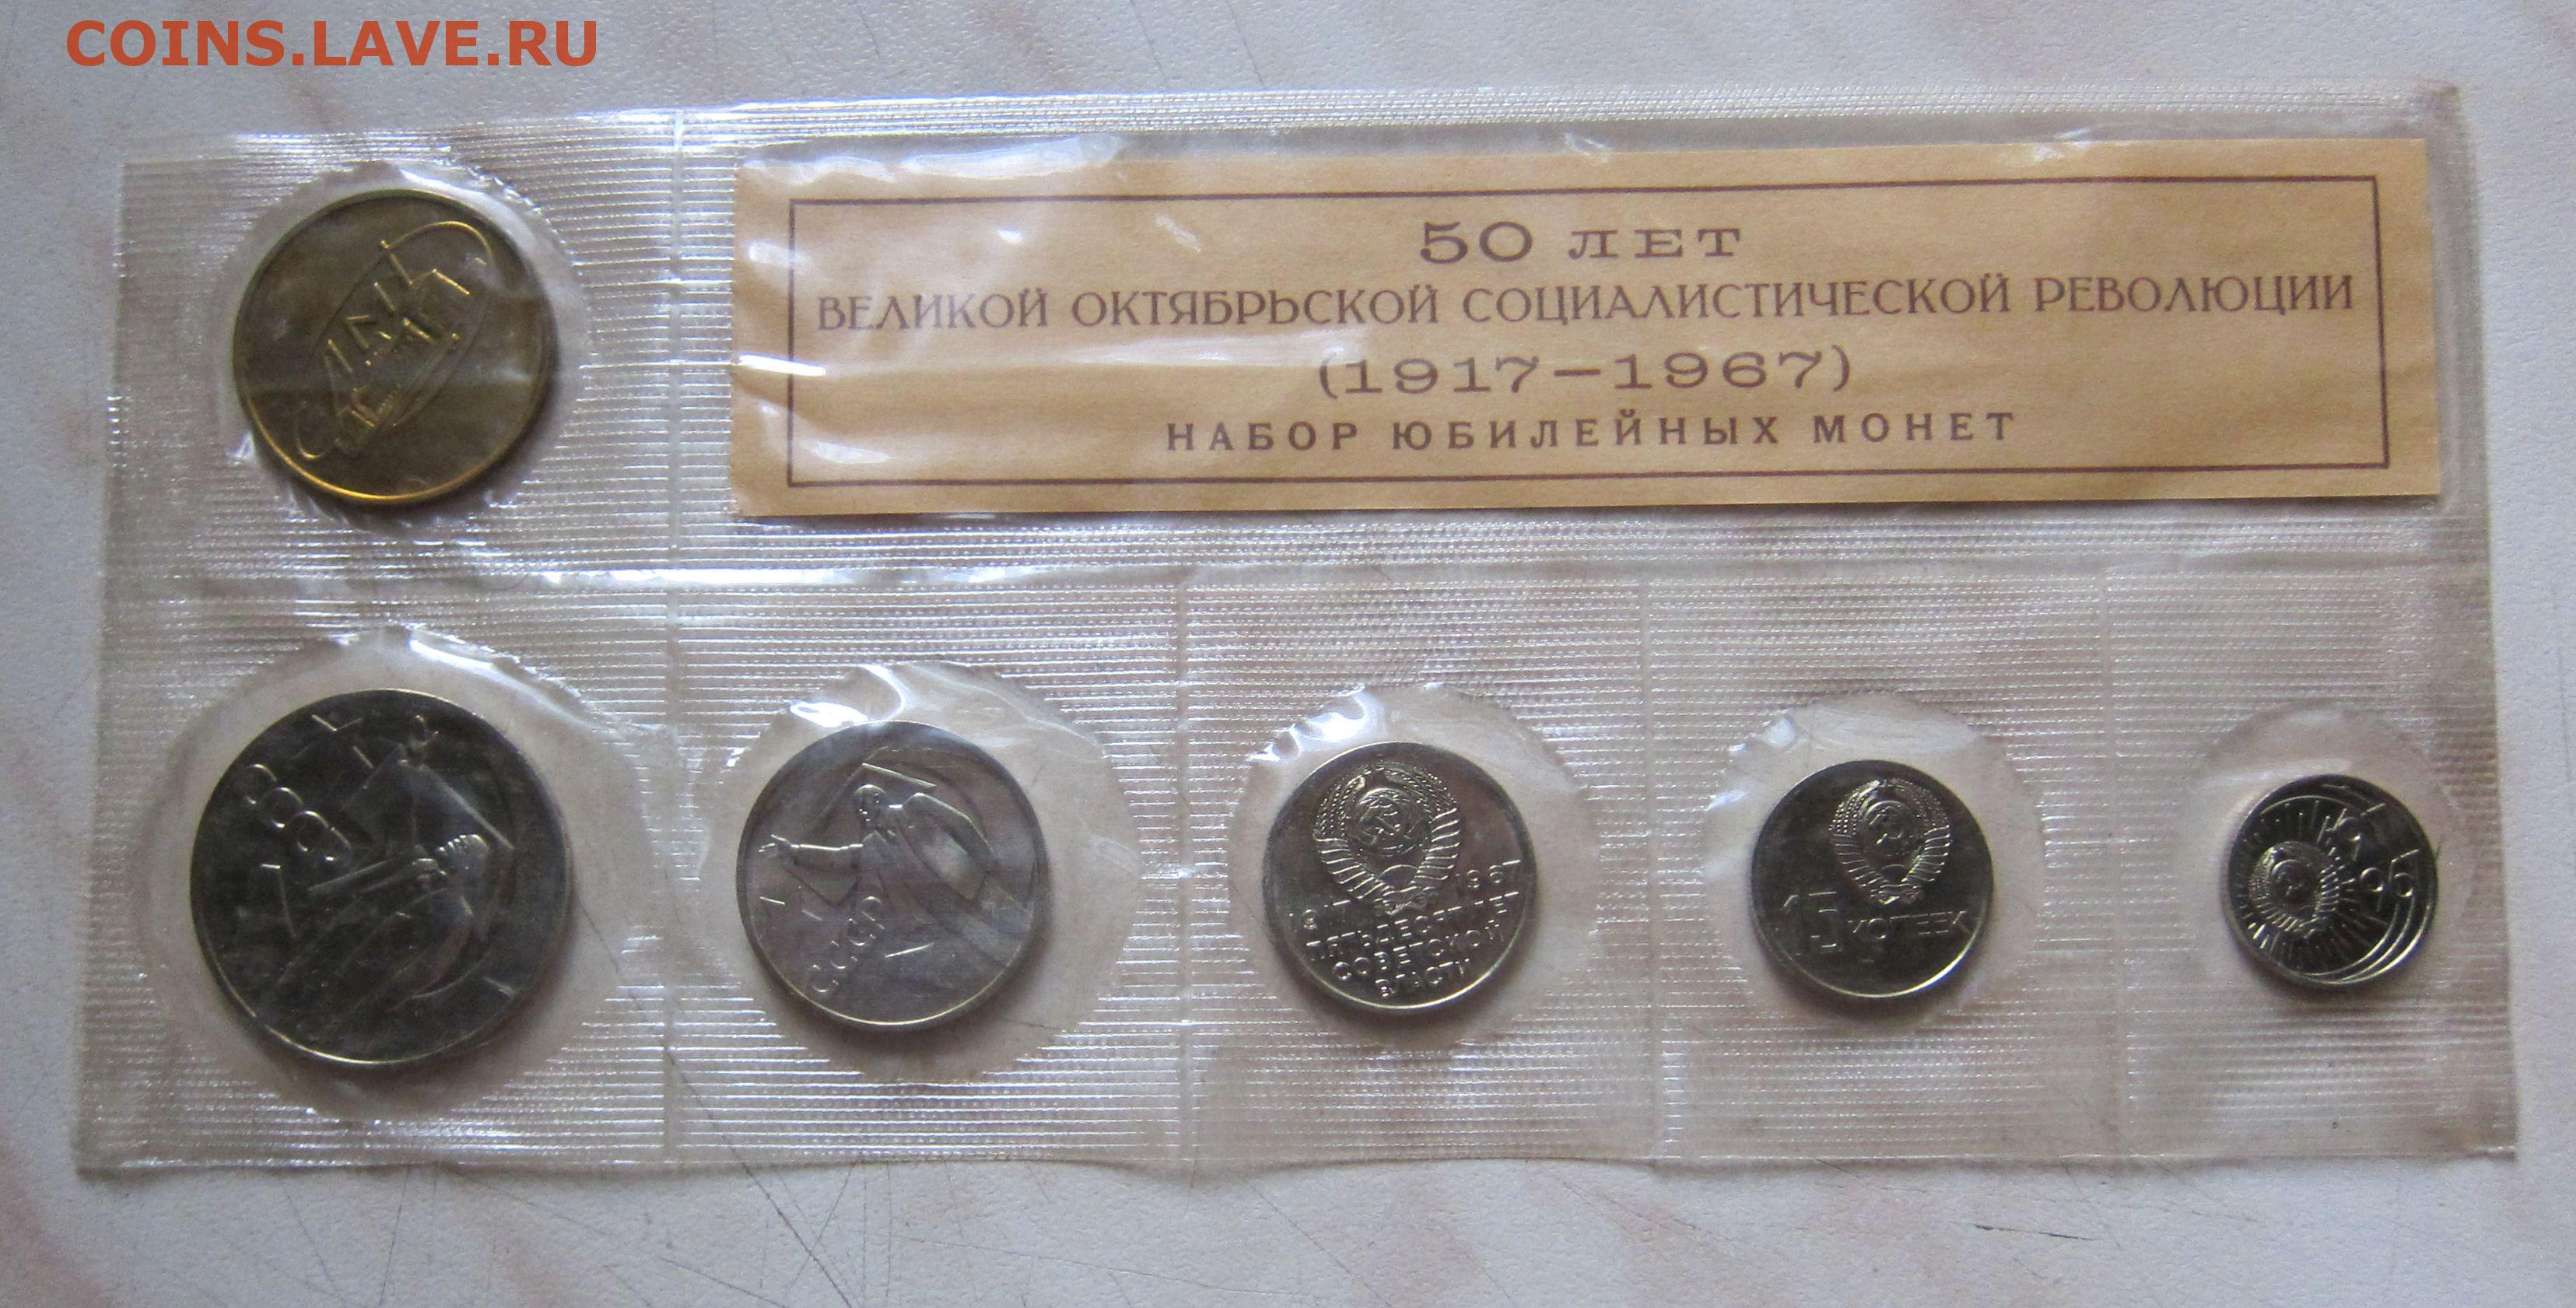 COINS.LAVE.RU
50 ЛЕТ
ВЕЛИКОЙ ОКТЯБРЬСКОЙ СОЦИАЛИСТИЧЕСКОЙ РЕВОЛЮЦИИ
(1917—1967)
НАБОР ЮБИЛЕЙНЫХ МОНЕТ
СССР
1967
ПЯТЬДЕСЯТ ЛЕТ
СОВЕТСКОЙ
ВЛАСТИ
15 КОПЕЕК